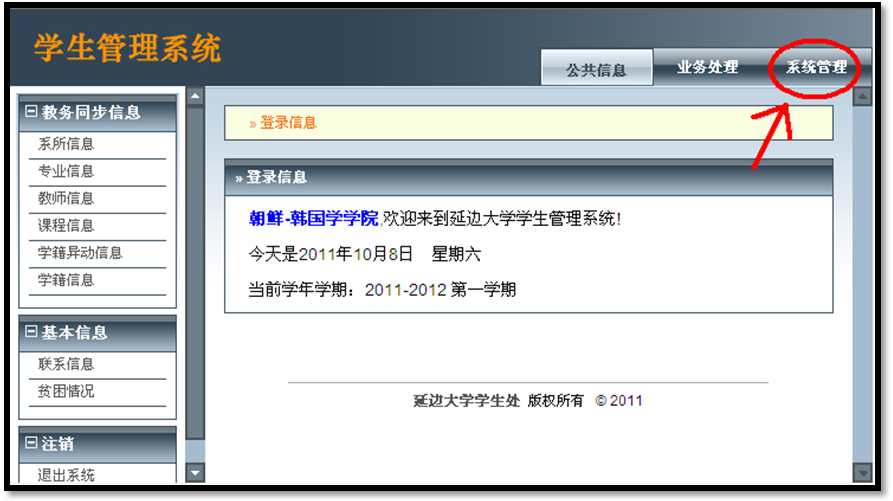 学生管理系统
公共信息 业务处理 系统管理
教务同步信息
系所信息
专业信息
教师信息
课程信息
学籍异动信息
学籍信息
基本信息
联系信息
贫困情况
注销
退出系统
» 登录信息
» 登录信息
朝鲜-韩国学学院,欢迎来到延边大学学生管理系统!
今天是2011年10月8日 星期六
当前学年学期：2011-2012 第一学期
延边大学学生处 版权所有 © 2011